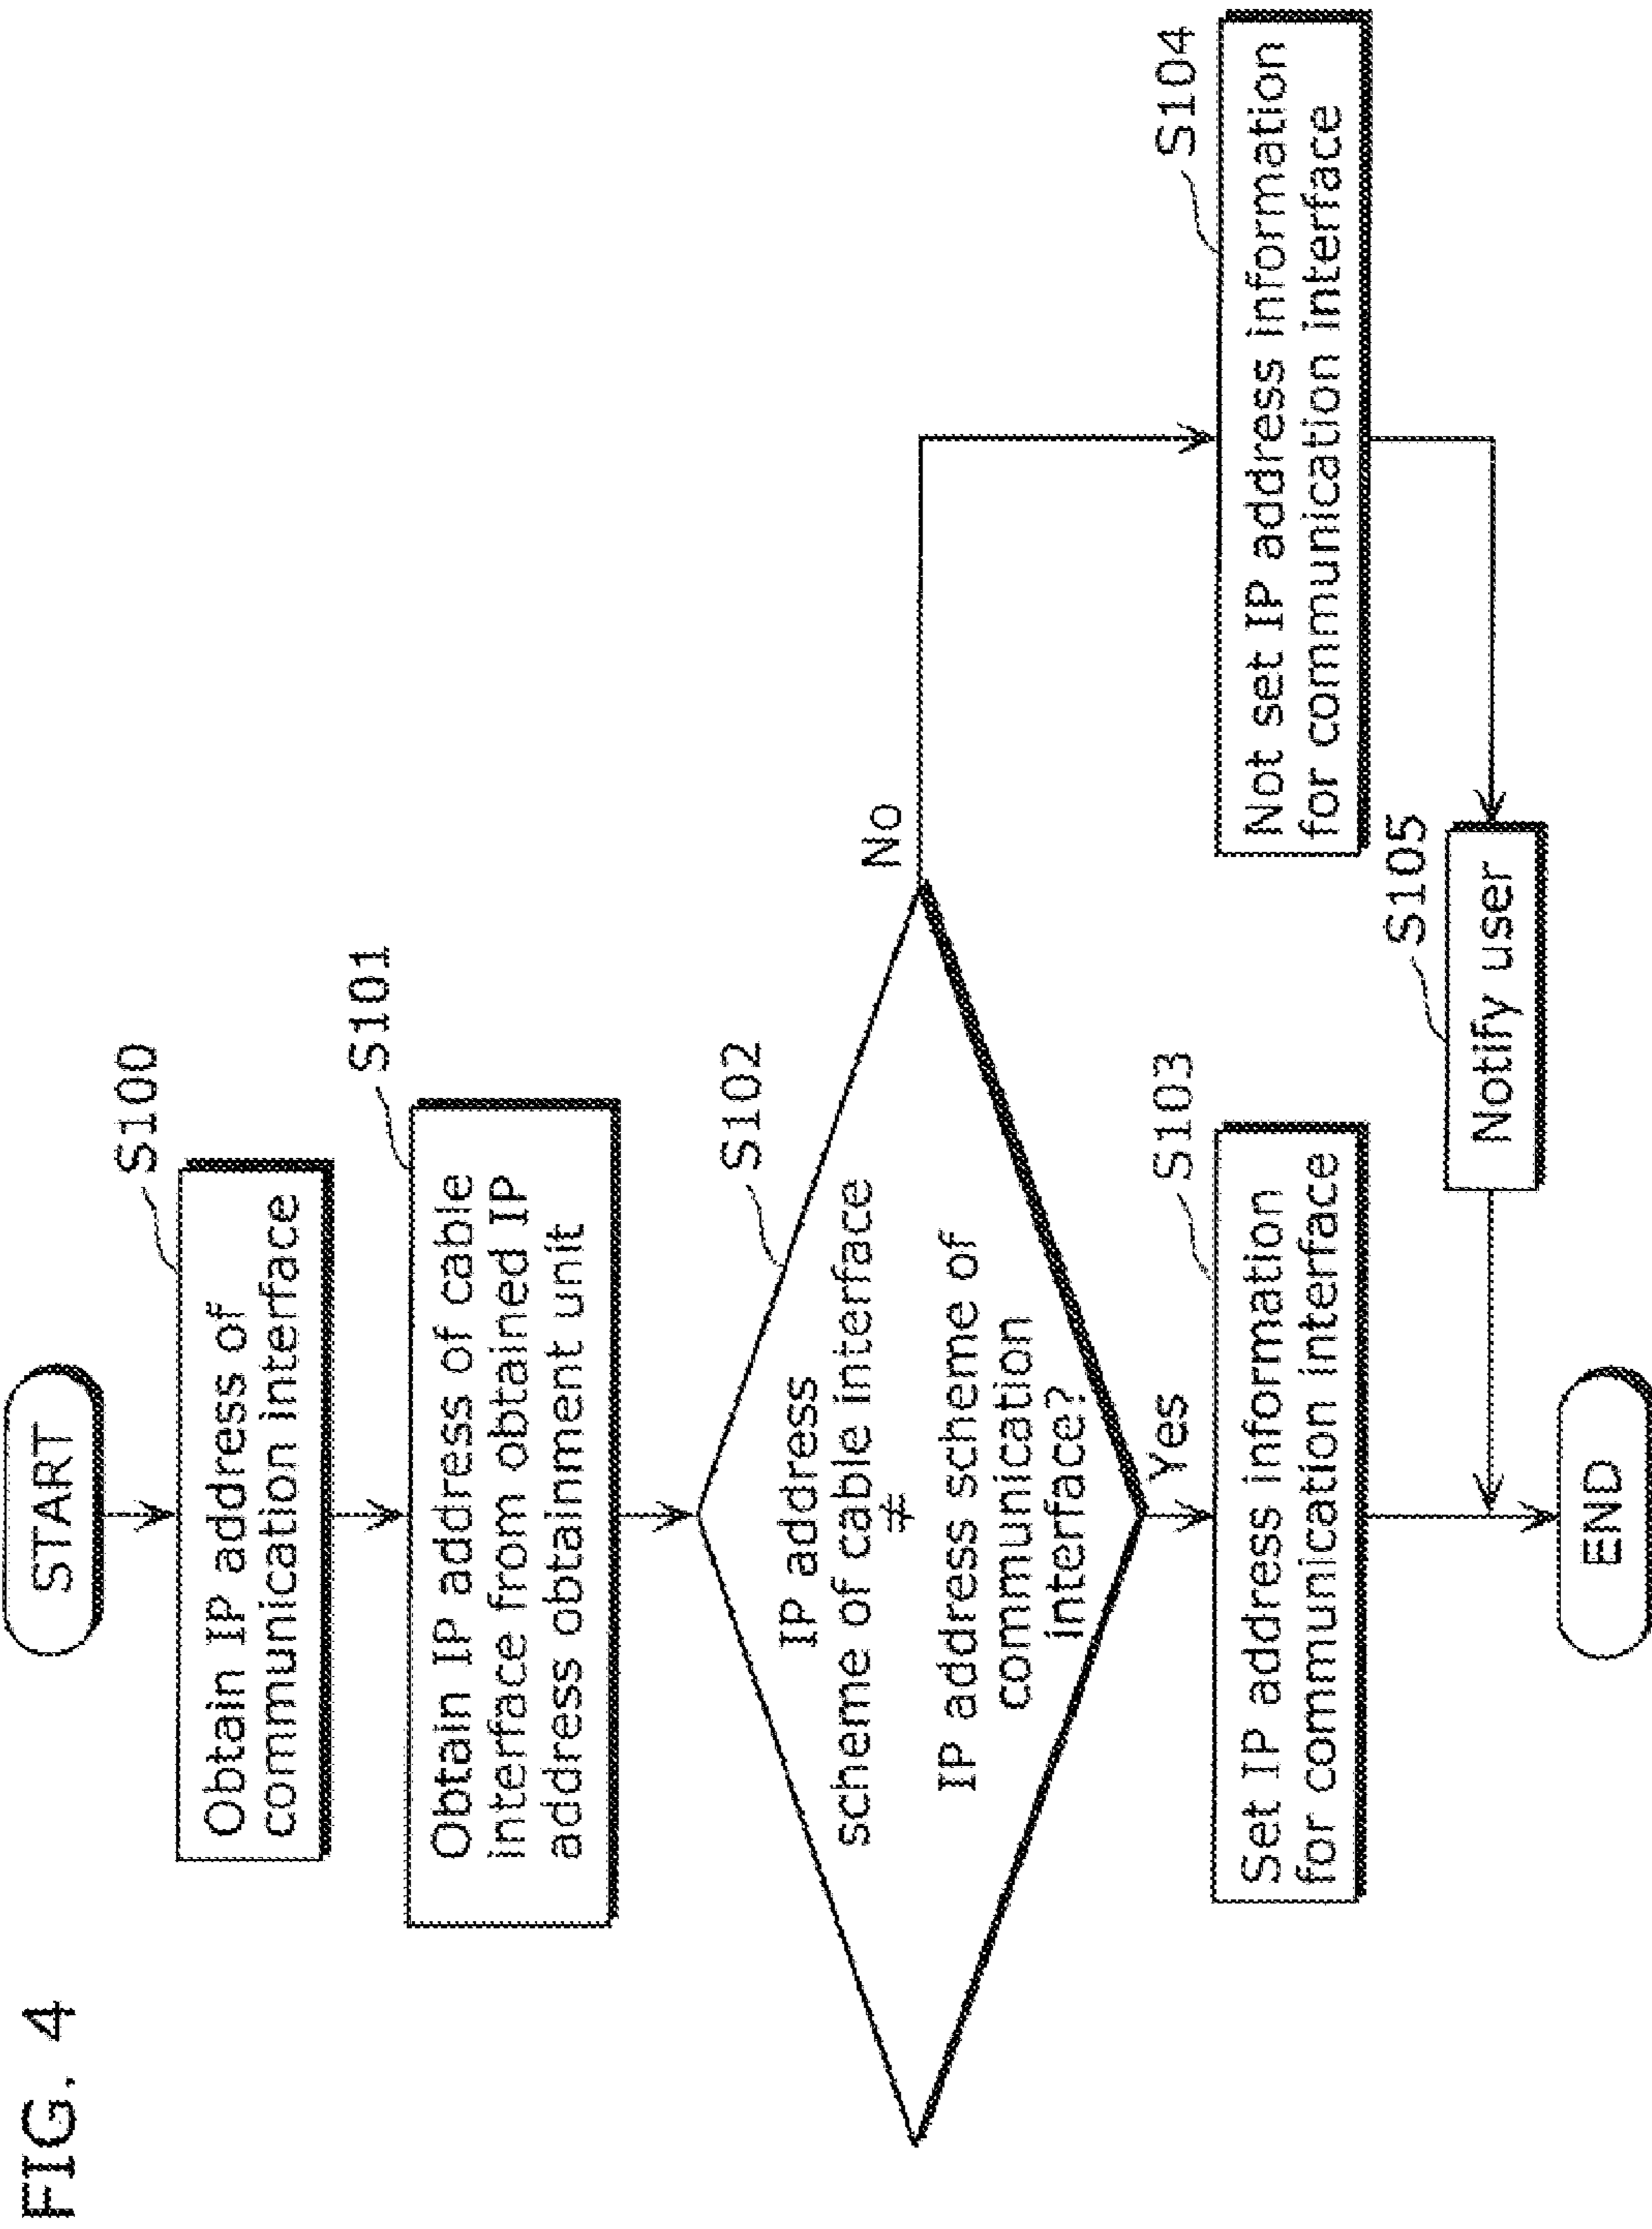 FIG. 4
START
S100
Obtain IP address of
communication interface
S101
Obtain IP address of cable
interface from obtained IP
address obtainment unit
S102
IP address
scheme of cable interface
≠
IP address scheme of
communication
interface?
No
Yes
S103
Set IP address information
for communication interface
S104
Not set IP address information
for communication interface
S105
Notify user
END